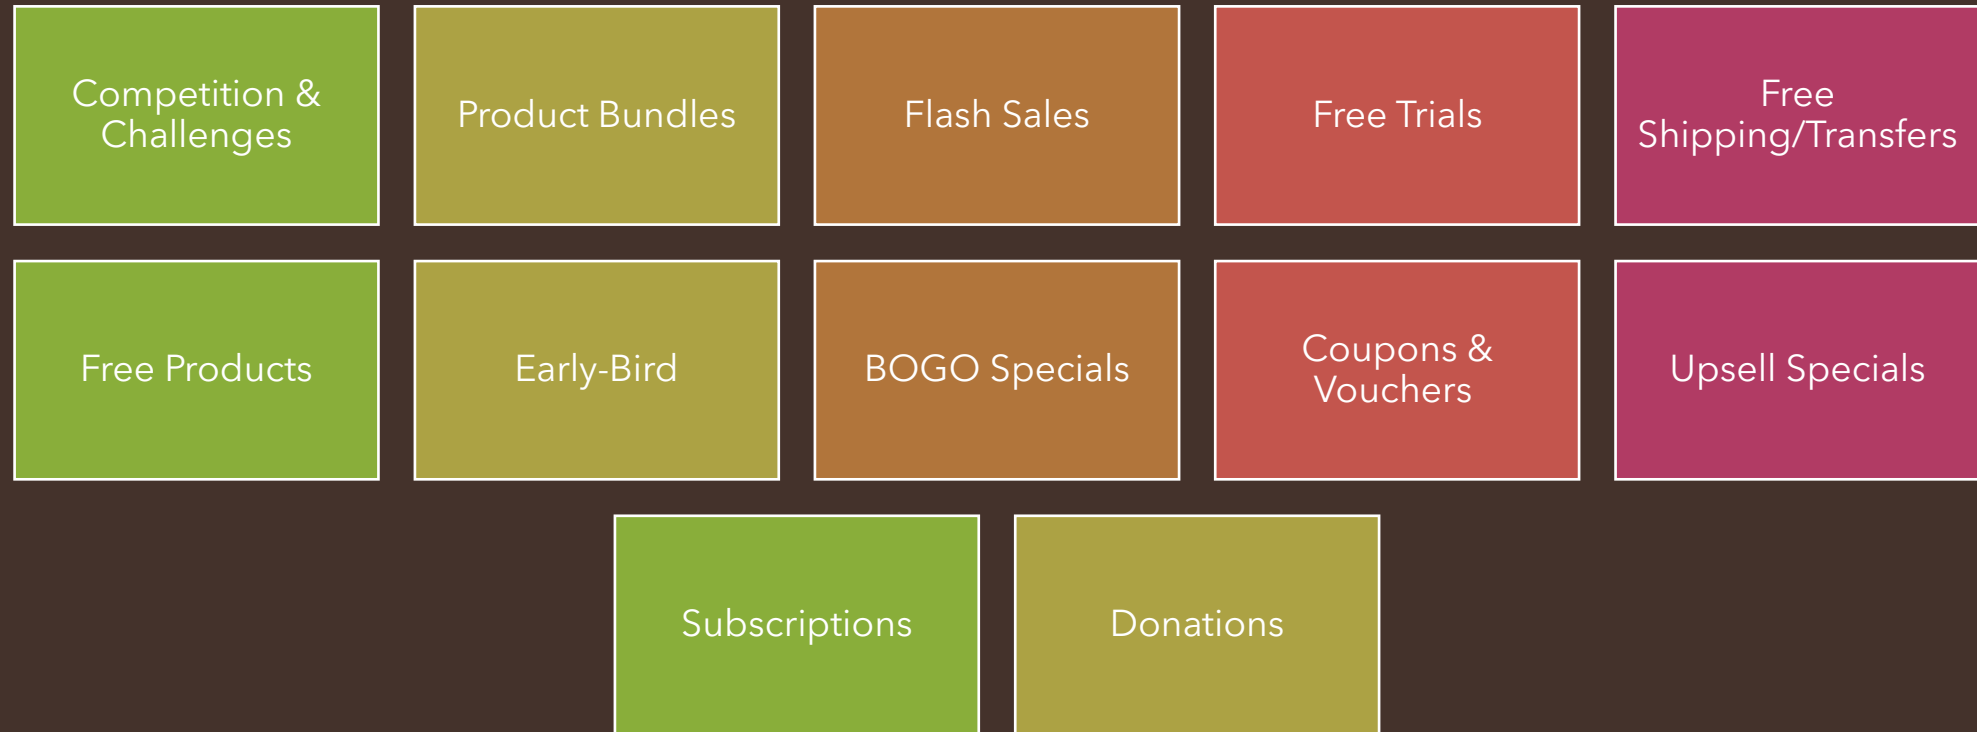 Competition &
Challenges
Product Bundles
Flash Sales
Free Trials
Free
Shipping/Transfers
Free Products
Early-Bird
BOGO Specials
Coupons &
Vouchers
Upsell Specials
Subscriptions
Donations